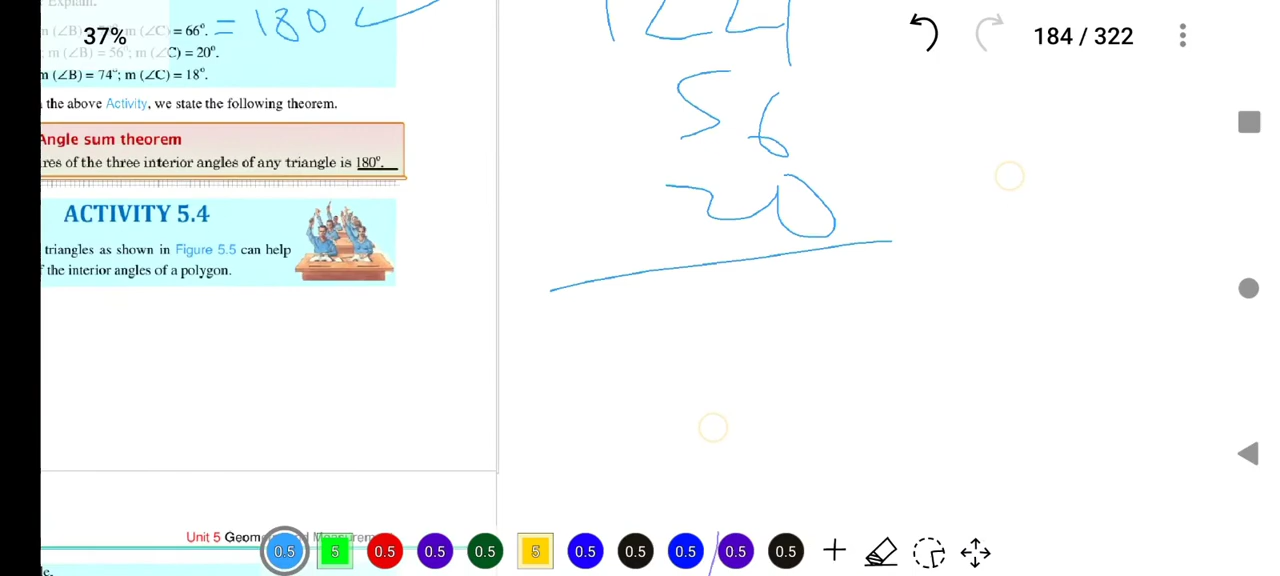 = 180
37%
m (∠B) m (∠C) = 66°.
; m (∠B) = 56°; m (∠C) = 20°.
m (∠B) = 74°; m (∠C) = 18°.
the above Activity, we state the following theorem.
Angle sum theorem
res of the three interior angles of any triangle is 180°.
ACTIVITY 5.4
triangles as shown in Figure 5.5 can help
f the interior angles of a polygon.
Unit 5 Geom
56
20
184 / 322
0.5 5 0.5 0.5 0.5 5 0.5 0.5 0.5 0.5 0.5